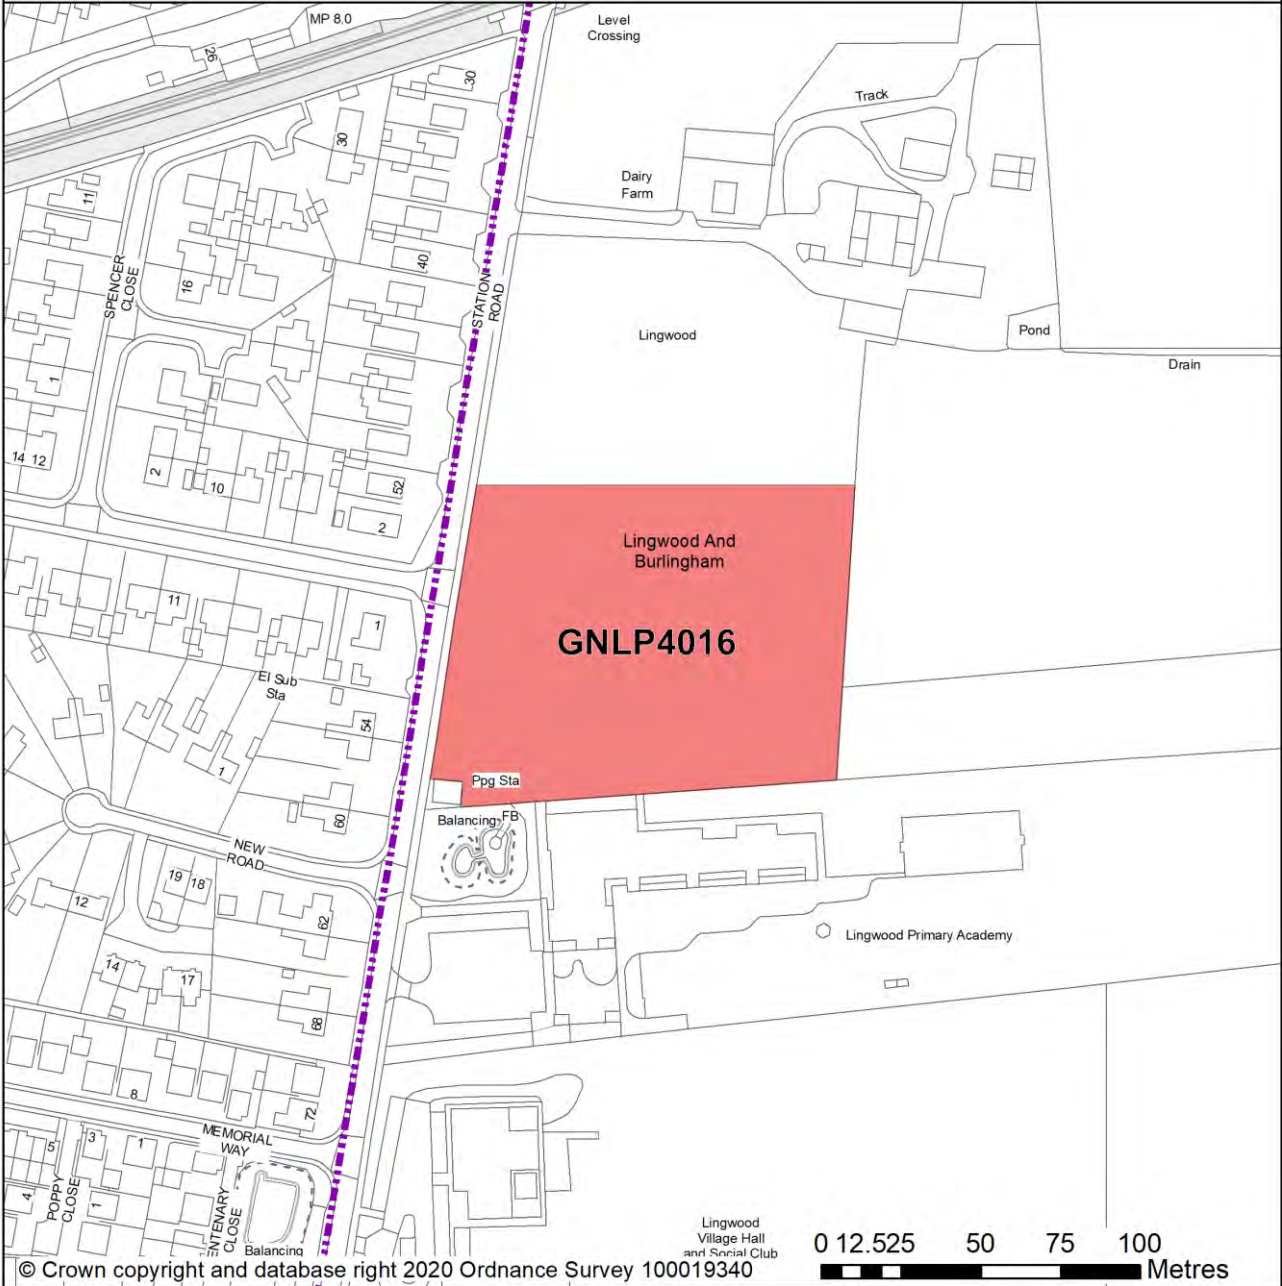 MP 8.0
Level
Crossing
26
30
30
Track
Dairy
Farm
11
SPENCER
CLOSE
16
40
STATION
ROAD
Lingwood
Pond
Drain
1
14 12
2
10
52
2
Lingwood And
Burlingham
GNLP4016
11
1
El Sub
Sta
54
1
Ppg Sta
60
Balancing
FB
NEW
ROAD
19 18
12
62
Lingwood Primary Academy
14
17
68
8
72
MEMORIAL
WAY
5
3
1
4
POPPY
CLOSE
1
ENTENARY
CLOSE
Balancing
Lingwood
Village Hall
and Social Club
0 12.525 50 75 100
Metres
© Crown copyright and database right 2020 Ordnance Survey 100019340